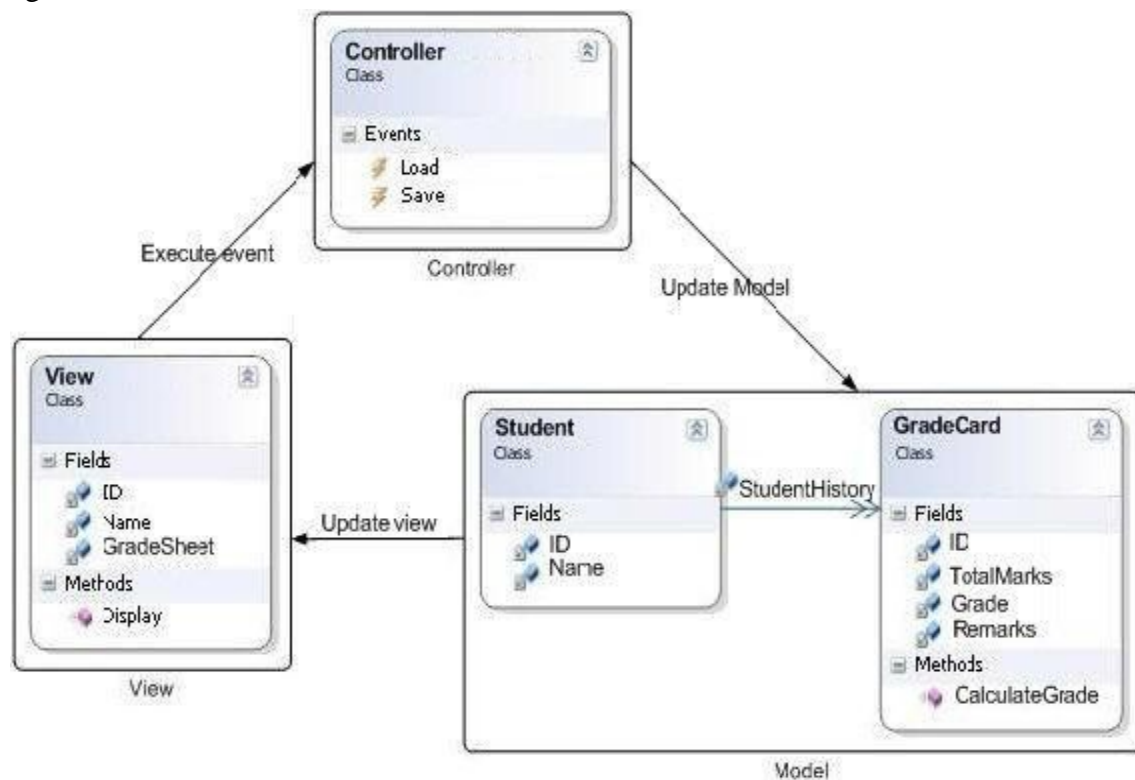 Controller
Class
Events
Load
Save
Controller
Execute event
Update Model
View
Class
Fields
ID
Name
GradeSheet
Methods
Display
View
Update view
Student
Class
Fields
ID
Name
StudentHistory
GradeCard
Class
Fields
ID
TotalMarks
Grade
Remarks
Methods
CalculateGrade
Model